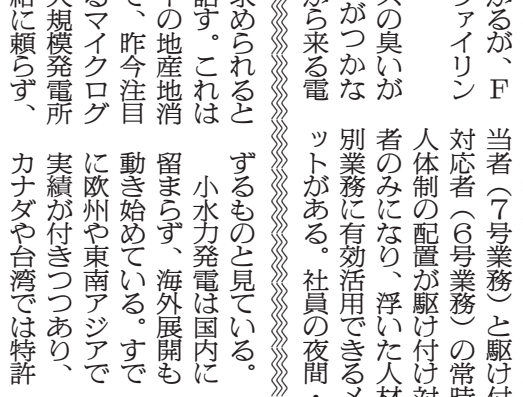 るが、F
ァイリン
スの臭いが
がつかな
ら来る電
当者（7号業務）と駆け付
対応者（6号業務）の常時
人体制の配置が駆け付け対
者のみになり、浮いた人材
別業務に有効活用できるメ
ットがある。社員の夜間・
求められると
話す。これは
の地産地消
、昨今注目
るマイクログ
大規模発電所
給に頼らず、
ずるものと見ている。
小水力発電は国内に
留まらず、海外展開も
動き始めている。すで
に欧州や東南アジアで
実績が付きつつあり、
カナダや台湾では特許